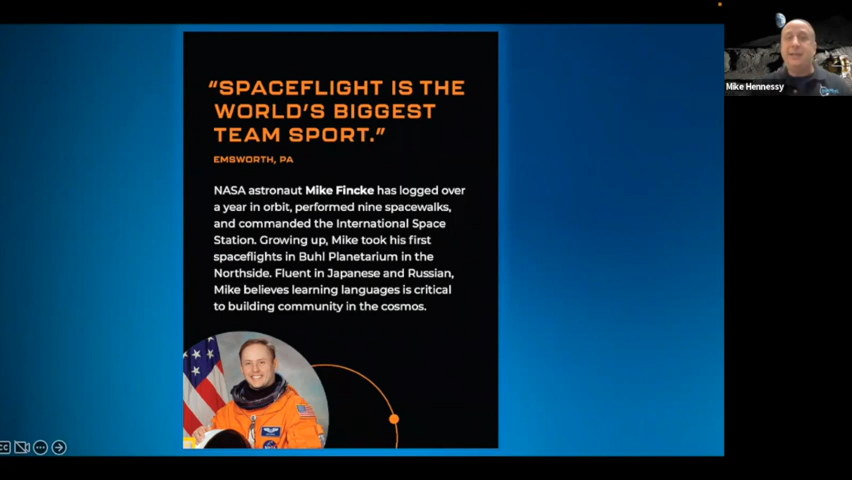 “SPACEFLIGHT IS THE
WORLD’S BIGGEST
TEAM SPORT.”
EMSWORTH, PA
NASA astronaut Mike Fincke has logged over
a year in orbit, performed nine spacewalks,
and commanded the International Space
Station. Growing up, Mike took his first
spaceflights in Buhl Planetarium in the
Northside. Fluent in Japanese and Russian,
Mike believes learning languages is critical
to building community in the cosmos.
Mike Hennessy
CC